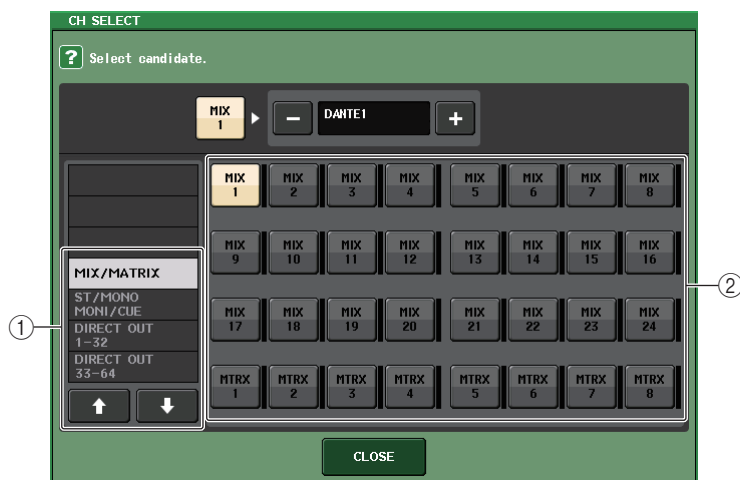 CH SELECT
? Select candidate.
MIX
1
− DANTE1 +
MIX MIX MIX MIX MIX MIX MIX MIX
1 2 3 4 5 6 7 8
MIX MIX MIX MIX MIX MIX MIX MIX
9 10 11 12 13 14 15 16
MIX/MATRIX
ST/MONO
MONI/CUE
DIRECT OUT
1-32
DIRECT OUT
33-64
1
2
MIX MIX MIX MIX MIX MIX MIX MIX
17 18 19 20 21 22 23 24
MTRX MTRX MTRX MTRX MTRX MTRX MTRX MTRX
1 2 3 4 5 6 7 8
CLOSE